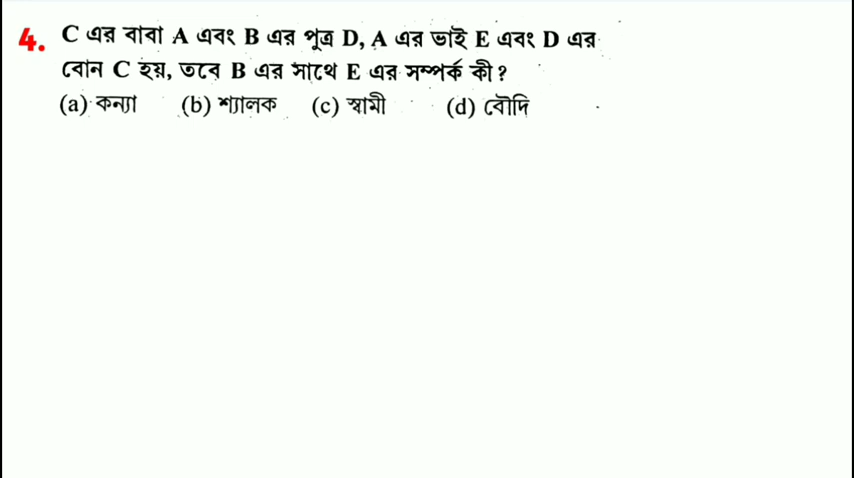 4. C এর বাবা A এবং B এর পুত্র D, A এর ভাই E এবং D এর
বোন C হয়, তবে B এর সাথে E এর সম্পর্ক কী?
(a) কন্যা (b) শ্যালক (c) স্বামী (d) বৌদি